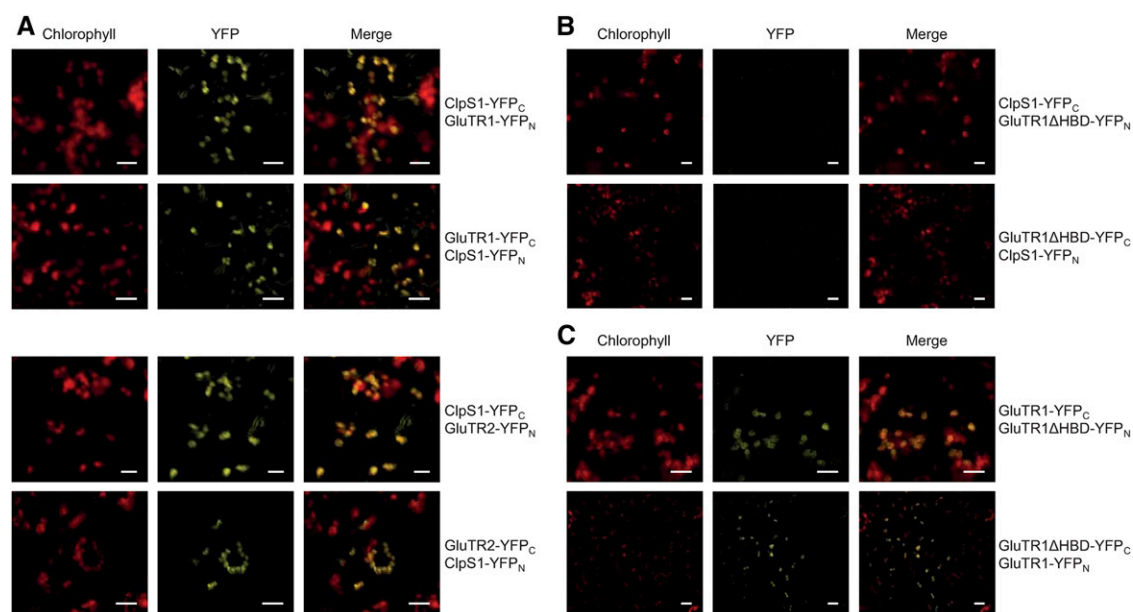 A
Chlorophyll YFP Merge
ClpS1-YFPC
GluTR1-YFPN
GluTR1-YFPC
ClpS1-YFPN
ClpS1-YFPC
GluTR2-YFPN
GluTR2-YFPC
ClpS1-YFPN
B
Chlorophyll YFP Merge
ClpS1-YFPC
GluTR1ΔHBD-YFPN
GluTR1ΔHBD-YFPC
ClpS1-YFPN
C
Chlorophyll YFP Merge
GluTR1-YFPC
GluTR1ΔHBD-YFPN
GluTR1ΔHBD-YFPC
GluTR1-YFPN